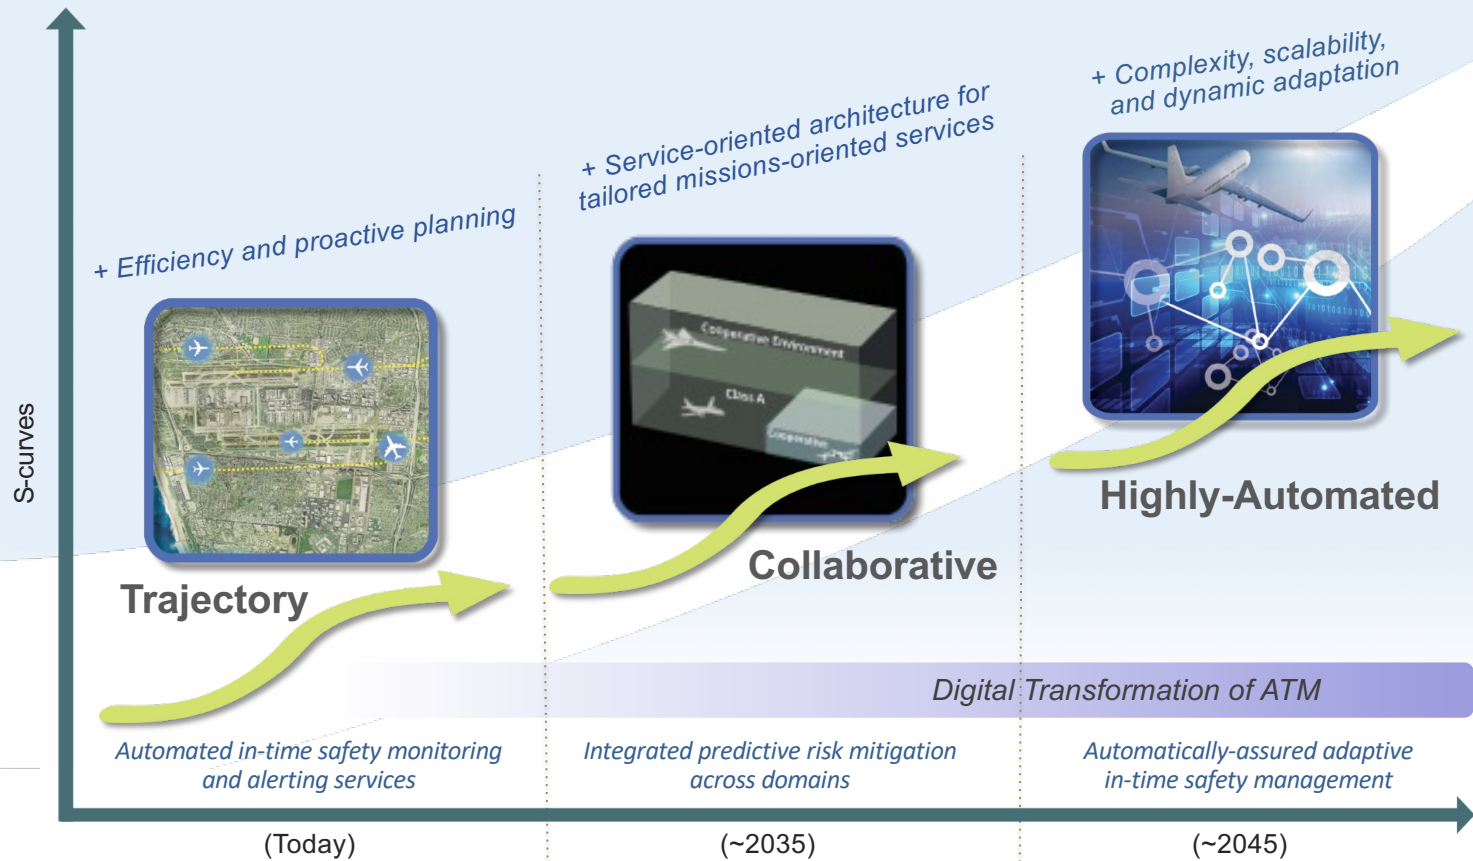 + Complexity, scalability,
and dynamic adaptation
+ Service-oriented architecture for
tailored missions-oriented services
+ Efficiency and proactive planning
Cooperative Environment
Class A
Cooperative
S-curves
Trajectory
Collaborative
Highly-Automated
Digital Transformation of ATM
Automated in-time safety monitoring
and alerting services
Integrated predictive risk mitigation
across domains
Automatically-assured adaptive
in-time safety management
(Today)
(~2035)
(~2045)